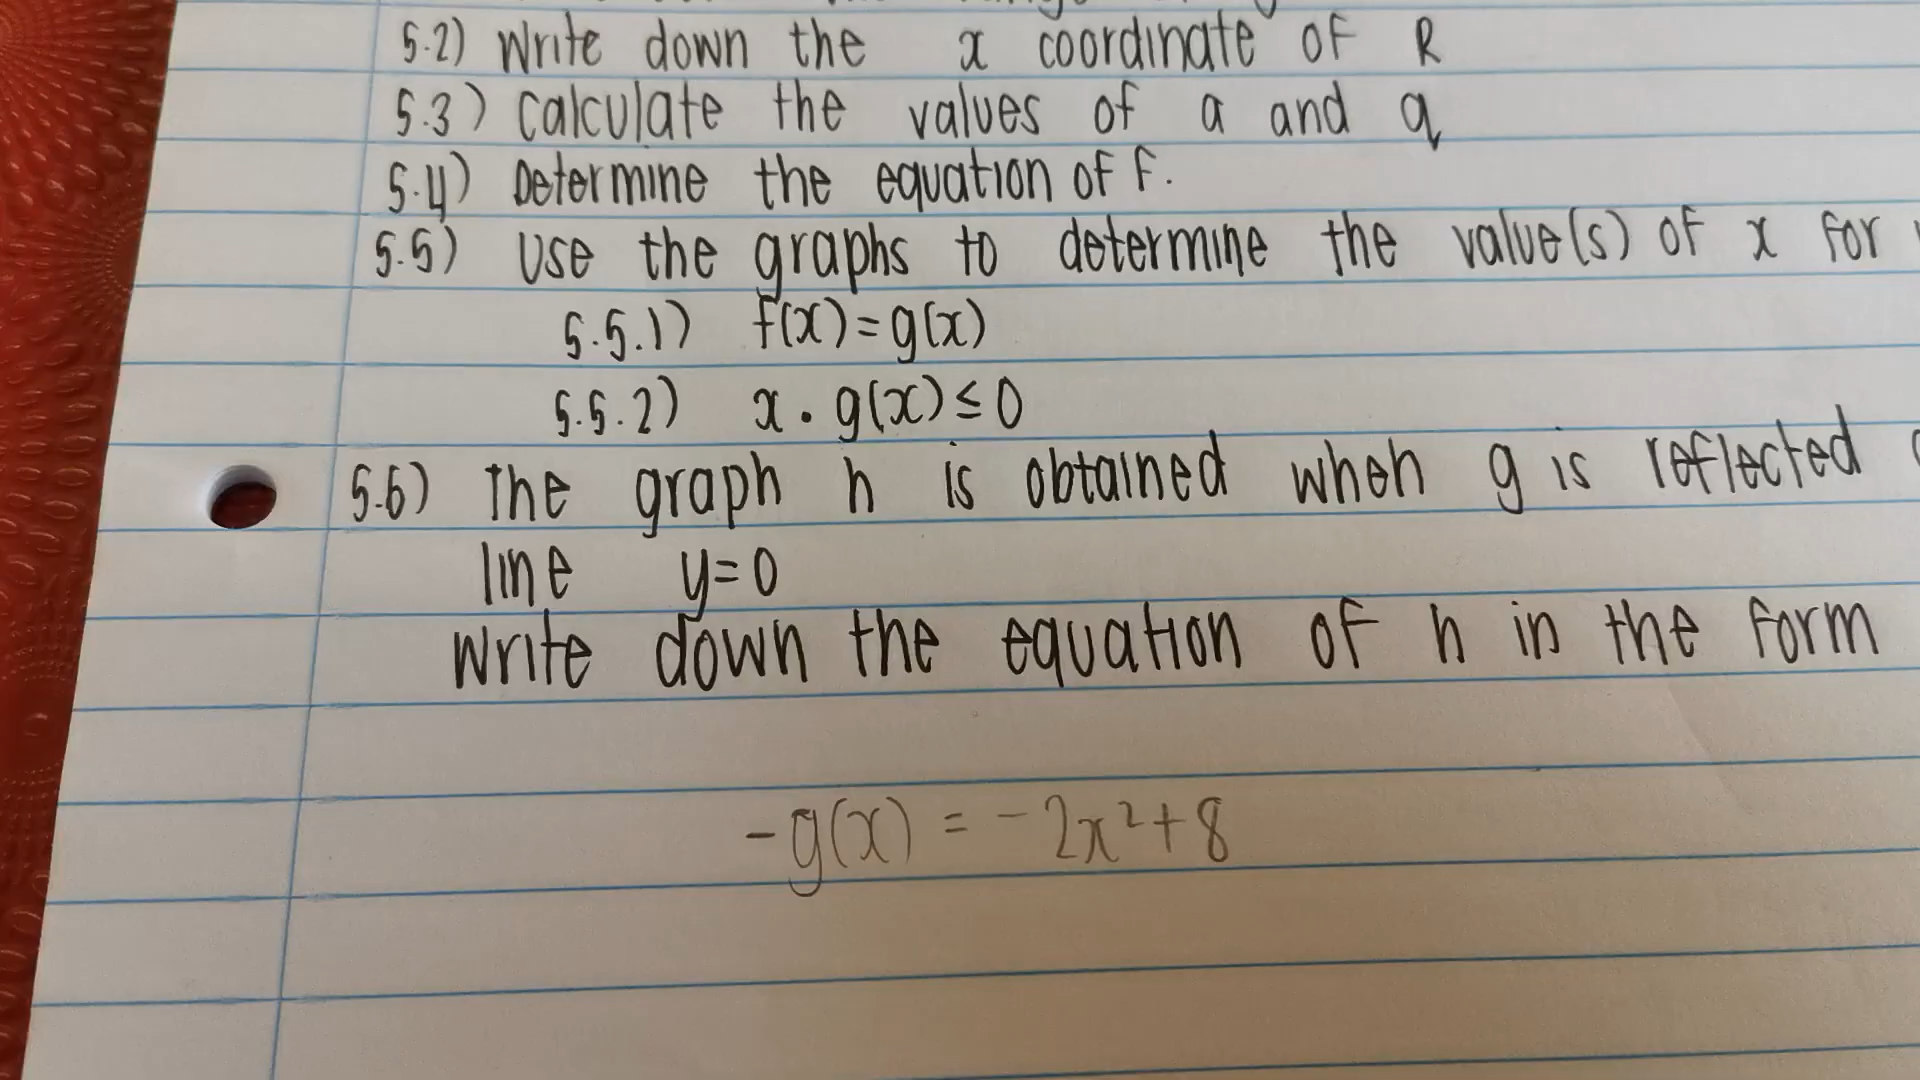 5.2) Write down the x coordinate of R
5.3) Calculate the values of a and q
5.4) Determine the equation of f.
5.5) Use the graphs to determine the value(s) of x for
5.5.1) f(x) = g(x)
5.5.2) x . g(x) ≤ 0
5.6) The graph h is obtained when g is reflected
line y = 0
Write down the equation of h in the form
-g(x) = -2x²+8